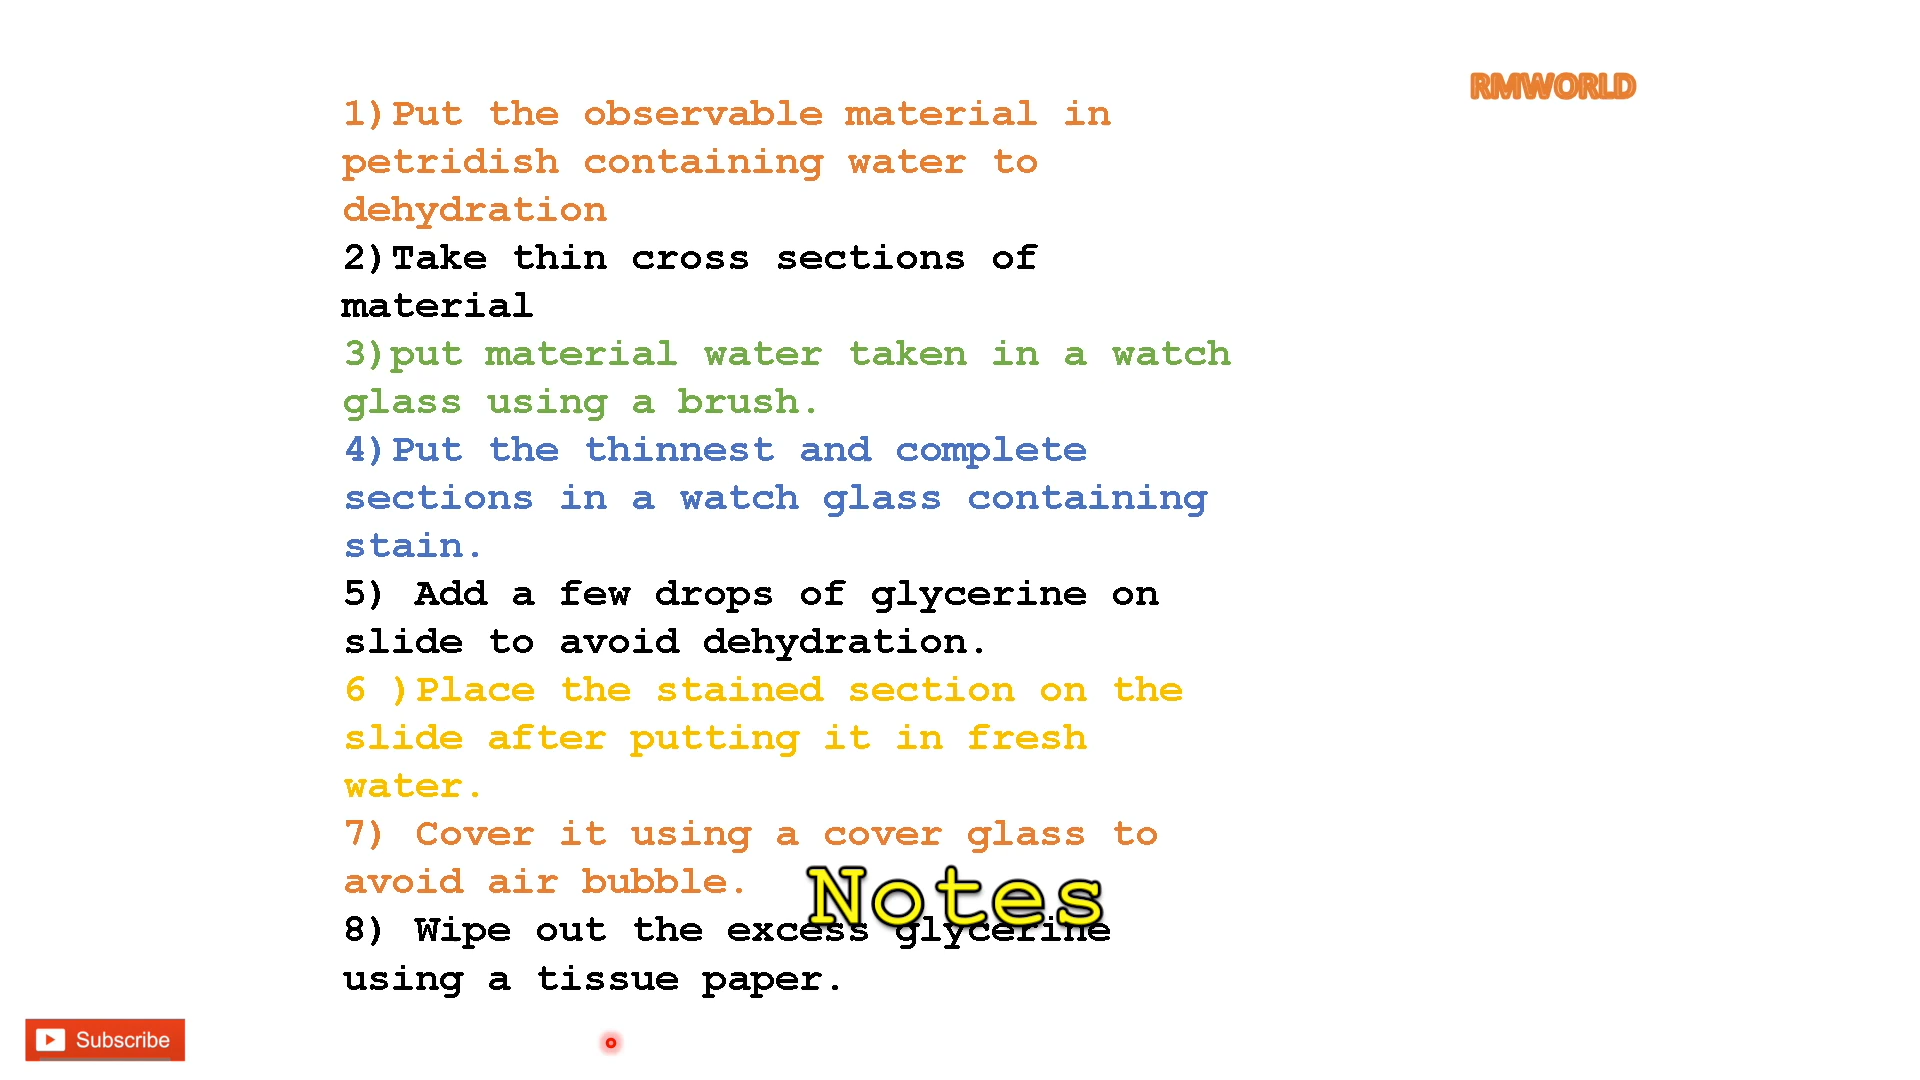 RMWORLD
1)Put the observable material in
petridish containing water to
dehydration
2)Take thin cross sections of
material
3)put material water taken in a watch
glass using a brush.
4)Put the thinnest and complete
sections in a watch glass containing
stain.
5) Add a few drops of glycerine on
slide to avoid dehydration.
6 )Place the stained section on the
slide after putting it in fresh
water.
7) Cover it using a cover glass to
avoid air bubble.
Notes
8) Wipe out the excess glycerine
using a tissue paper.
Subscribe